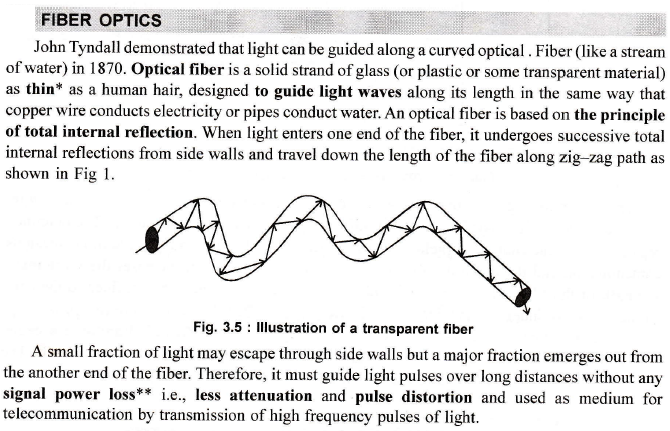 FIBER OPTICS
John Tyndall demonstrated that light can be guided along a curved optical . Fiber (like a stream
of water) in 1870. Optical fiber is a solid strand of glass (or plastic or some transparent material)
as thin* as a human hair, designed to guide light waves along its length in the same way that
copper wire conducts electricity or pipes conduct water. An optical fiber is based on the principle
of total internal reflection. When light enters one end of the fiber, it undergoes successive total
internal reflections from side walls and travel down the length of the fiber along zig–zag path as
shown in Fig 1.
Fig. 3.5 : Illustration of a transparent fiber
A small fraction of light may escape through side walls but a major fraction emerges out from
the another end of the fiber. Therefore, it must guide light pulses over long distances without any
signal power loss** i.e., less attenuation and pulse distortion and used as medium for
telecommunication by transmission of high frequency pulses of light.